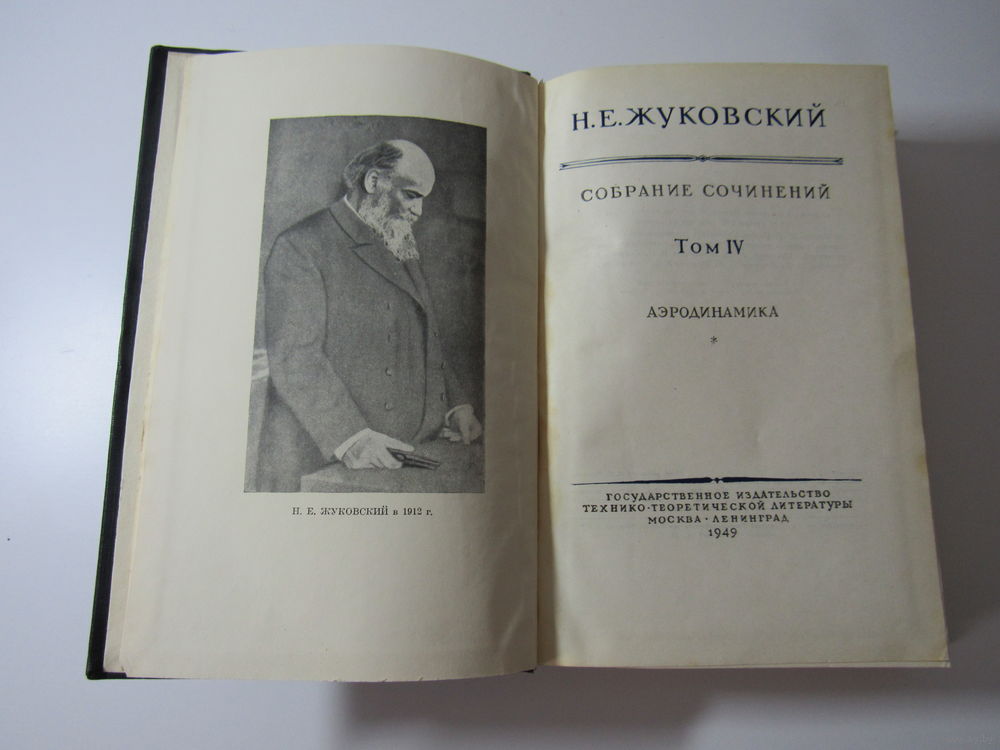 Н. Е. ЖУКОВСКИЙ в 1912 г.
Н. Е. ЖУКОВСКИЙ
СОБРАНИЕ СОЧИНЕНИЙ
Том IV
АЭРОДИНАМИКА
*
ГОСУДАРСТВЕННОЕ ИЗДАТЕЛЬСТВО
ТЕХНИКО-ТЕОРЕТИЧЕСКОЙ ЛИТЕРАТУРЫ
МОСКВА · ЛЕНИНГРАД
1949